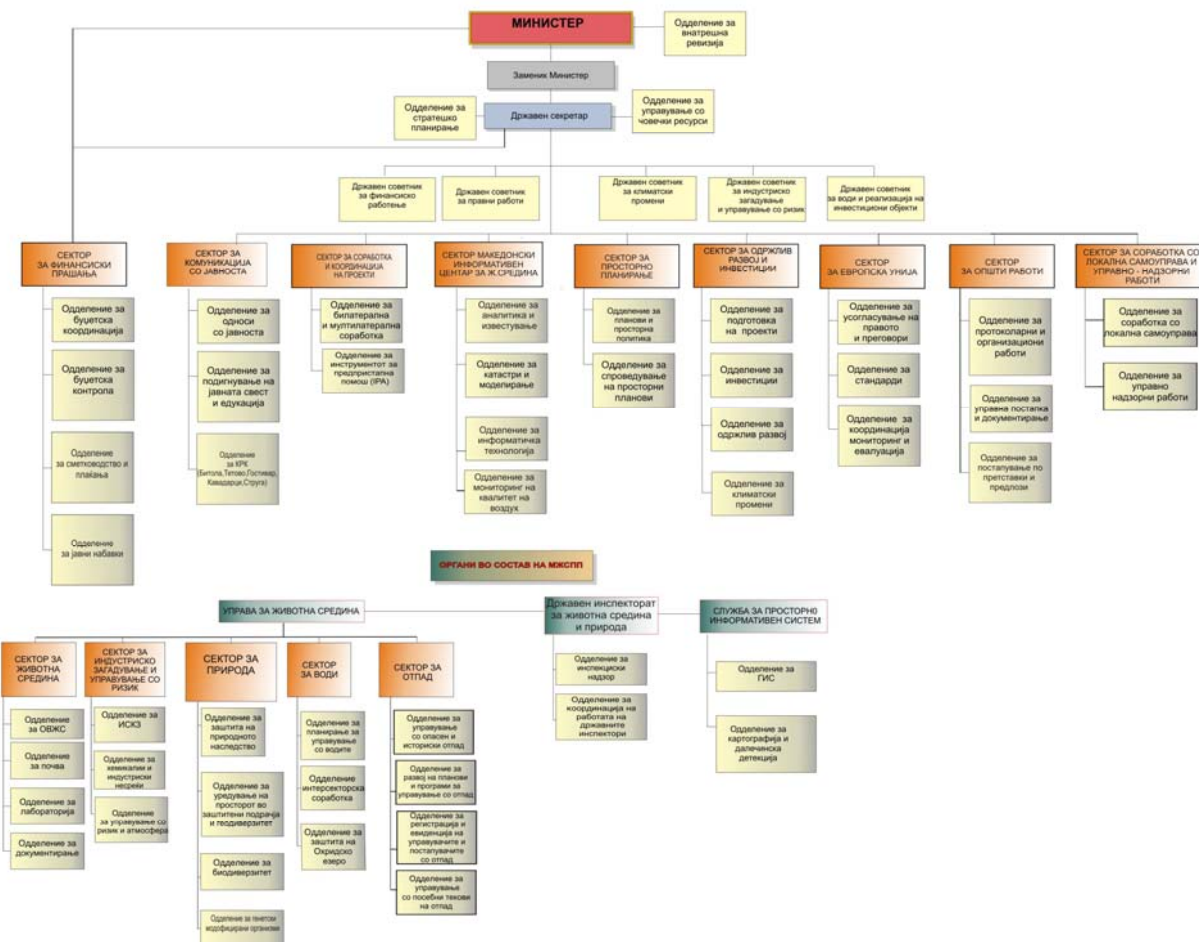 МИНИСТЕР
Одделение за
внатрешна
ревизија
Заменик Министер
Одделение за
стратешко
планирање
Државен секретар
Одделение за
управување со
човечки ресурси
Државен советник
за финансиско
работење
Државен советник
за правни работи
Државен советник
за климатски
промени
Државен советник
за индустриско
загадување
и управување со ризик
Државен советник
за води и реализација на
инвестициони објекти
СЕКТОР
ЗА ФИНАНСИСКИ
ПРАШАЊА
Одделение за
буџетска
координација
Одделение за
буџетска
контрола
Одделение
за сметководство и
плаќања
Одделение
за јавни набавки
СЕКТОР ЗА
КОМУНИКАЦИЈА
СО ЈАВНОСТА
Одделение за
односи
со јавноста
Одделение за
подигнување на
јавната свест
и едукација
Одделение
за КРК
(Битола,Тетово,Гостивар,
Кавадарци,Струга)
СЕКТОР ЗА СОРАБОТКА
И КООРДИНАЦИЈА
НА ПРОЕКТИ
Одделение за
билатерална
и мултилатерална
соработка
Одделение за
инструментот за
предпристапна
помош (IPA)
СЕКТОР МАКЕДОНСКИ
ИНФОРМАТИВЕН
ЦЕНТАР ЗА Ж.СРЕДИНА
Одделение за
аналитика и
известување
Одделение за
катастри и
моделирање
Одделение за
информатичка
технологија
Одделение за
мониторинг на
квалитет на
воздух
СЕКТОР ЗА
ПРОСТОРНО
ПЛАНИРАЊЕ
Одделение за
планови и
просторна
политика
Одделение за
спроведување
на просторни
планови
СЕКТОР ЗА ОДРЖЛИВ
РАЗВОЈ И
ИНВЕСТИЦИИ
Одделение за
подготовка
на проекти
Одделение за
инвестиции
Одделение за
одржлив развој
Одделение за
климатски
промени
СЕКТОР
ЗА ЕВРОПСКА УНИЈА
Одделение за
усогласување на
правото
и преговори
Одделение за
стандарди
Одделение за
координација
мониторинг и
евалуација
СЕКТОР
ЗА ОПШТИ РАБОТИ
Одделение за
протоколарни и
организациони
работи
Одделение за
управна постапка
и документирање
Одделение за
постапување по
претставки и
предлози
СЕКТОР ЗА СОРАБОТКА СО
ЛОКАЛНА САМОУПРАВА И
УПРАВНО - НАДЗОРНИ
РАБОТИ
Одделение за
соработка со
локална самоуправа
Одделение за
управно
надзорни работи
ОРГАНИ ВО СОСТАВ НА МЖСПП
УПРАВА ЗА ЖИВОТНА СРЕДИНА
Државен инспекторат
за животна средина
и природа
СЛУЖБА ЗА ПРОСТОРНО
ИНФОРМАТИВЕН СИСТЕМ
СЕКТОР ЗА
ЖИВОТНА
СРЕДИНА
Одделение
за ОВЖС
Одделение
за почва
Одделение за
лабораторија
Одделение за
документирање
СЕКТОР ЗА
ИНДУСТРИСКО
ЗАГАДУВАЊЕ И
УПРАВУВАЊЕ СО
РИЗИК
Одделение за
ИСКЗ
Одделение за
хемикалии и
индустриски
несреќи
Одделение
за управување со
ризик и атмосфера
СЕКТОР ЗА
ПРИРОДА
Одделение за
заштита на
природното
наследство
Одделение за
уредување на
просторот во
заштитени подрачја
и геодиверзитет
Одделение за
биодиверзитет
Одделение за генетски
модофицирани организми
СЕКТОР
ЗА ВОДИ
Одделение за
планирање за
управување
со водите
Одделение
интерсекторска
соработка
Одделение за
заштита на
Охридско
езеро
СЕКТОР ЗА
ОТПАД
Одделение за
управување
со опасен и
историски отпад
Одделение за
развој на планови
и програми за
управување со отпад
Одделение за
регистрација и
евиденција на
управувачите и
постапувачите
со отпад
Одделение за
управување
со посебни текови
на отпад
Одделение за
инспекциски
надзор
Одделение за
координација на
работата на
државните
инспектори
Одделение за
ГИС
Одделение за
картографија и
далечинска
детекција